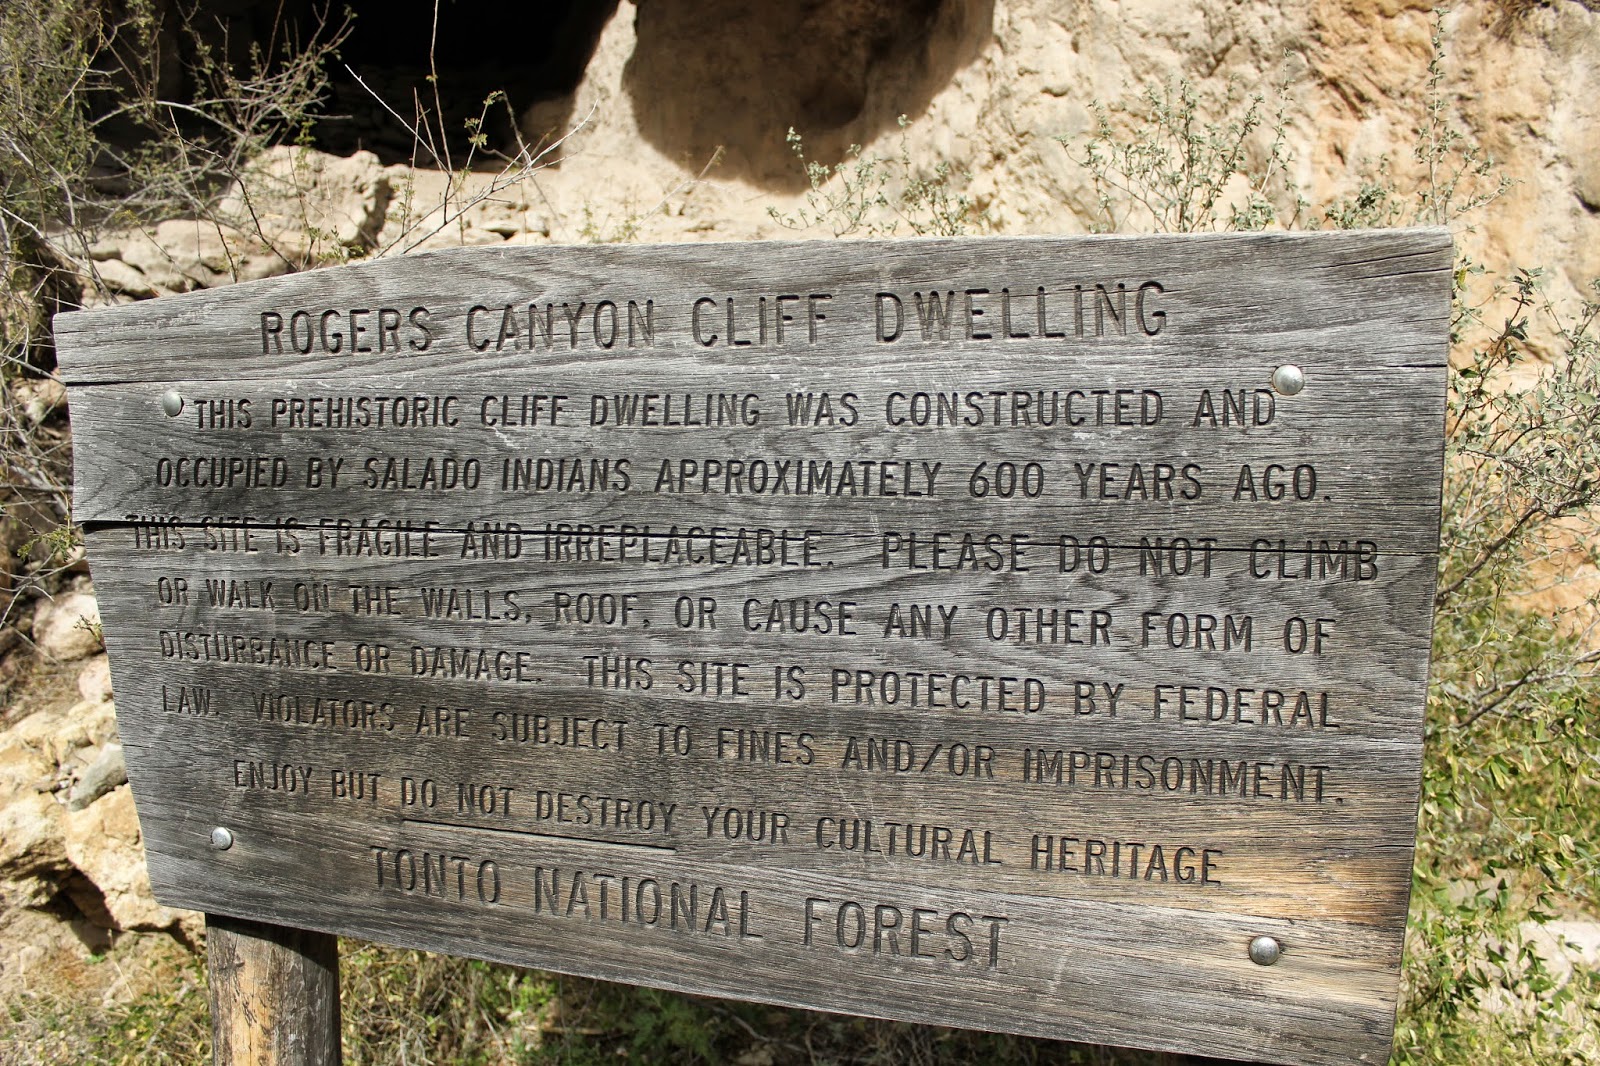 ROGERS CANYON CLIFF DWELLING
THIS PREHISTORIC CLIFF DWELLING WAS CONSTRUCTED AND
OCCUPIED BY SALADO INDIANS APPROXIMATELY 600 YEARS AGO.
THIS SITE IS FRAGILE AND IRREPLACEABLE. PLEASE DO NOT CLIMB
OR WALK ON THE WALLS, ROOF, OR CAUSE ANY OTHER FORM OF
DISTURBANCE OR DAMAGE. THIS SITE IS PROTECTED BY FEDERAL
LAW. VIOLATORS ARE SUBJECT TO FINES AND/OR IMPRISONMENT.
ENJOY BUT DO NOT DESTROY YOUR CULTURAL HERITAGE
TONTO NATIONAL FOREST